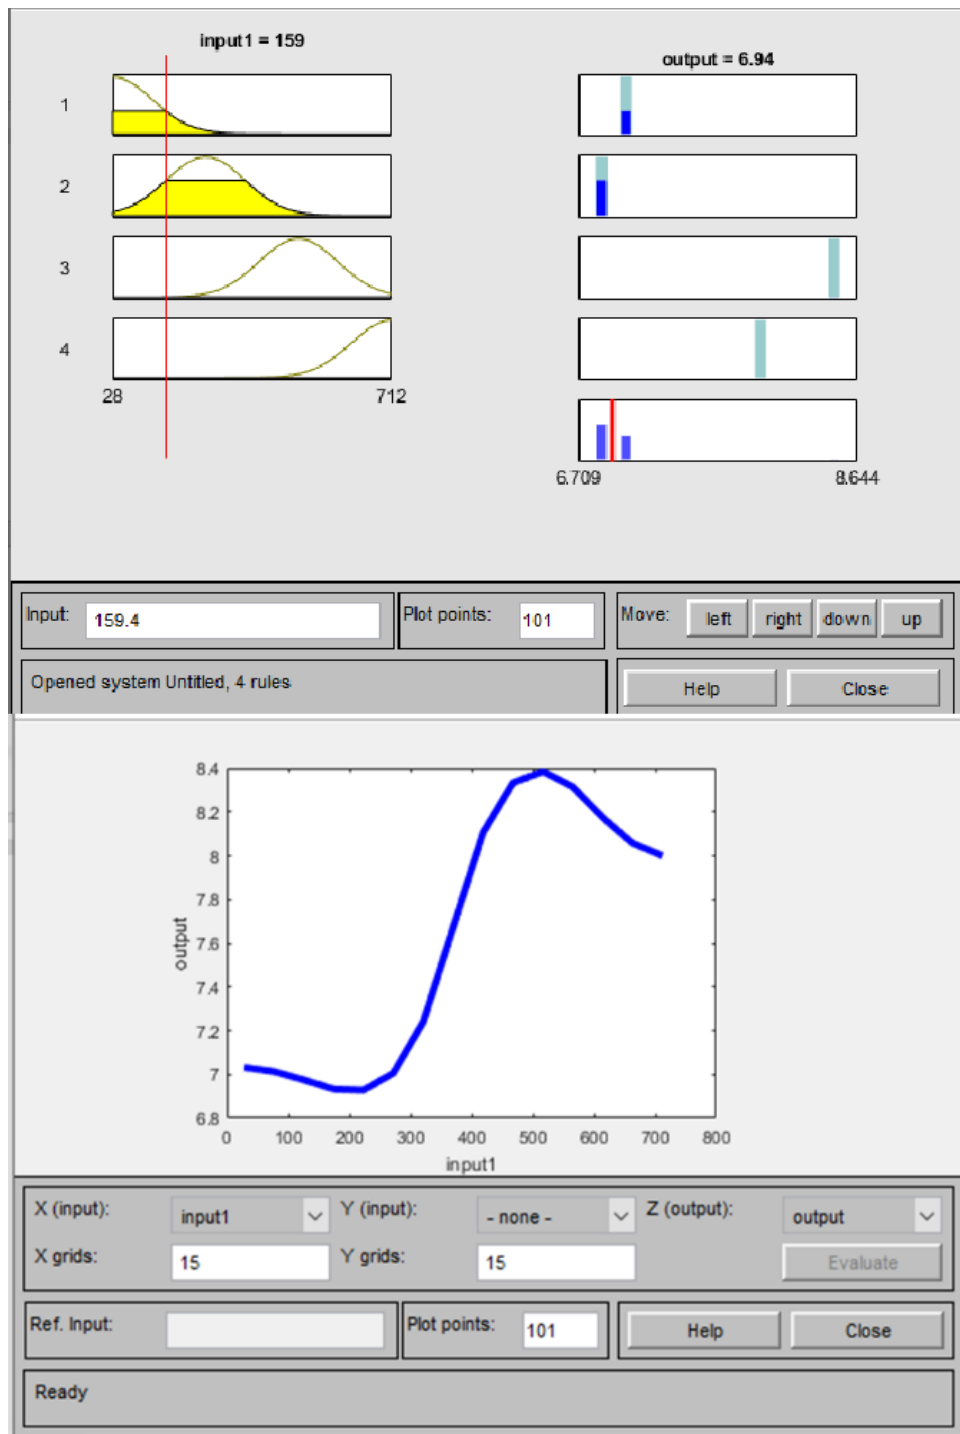 input1 = 159
output = 6.94
1
2
3
4
28 712
6.709 8.644
Input: 159.4 Plot points: 101 Move: left right down up
Opened system Untitled, 4 rules Help Close
8.4
8.2
8
7.8
7.6
7.4
7.2
7
6.8
output
0 100 200 300 400 500 600 700 800
input1
X (input): input1 Y (input): - none - Z (output): output
X grids: 15 Y grids: 15 Evaluate
Ref. Input: Plot points: 101 Help Close
Ready